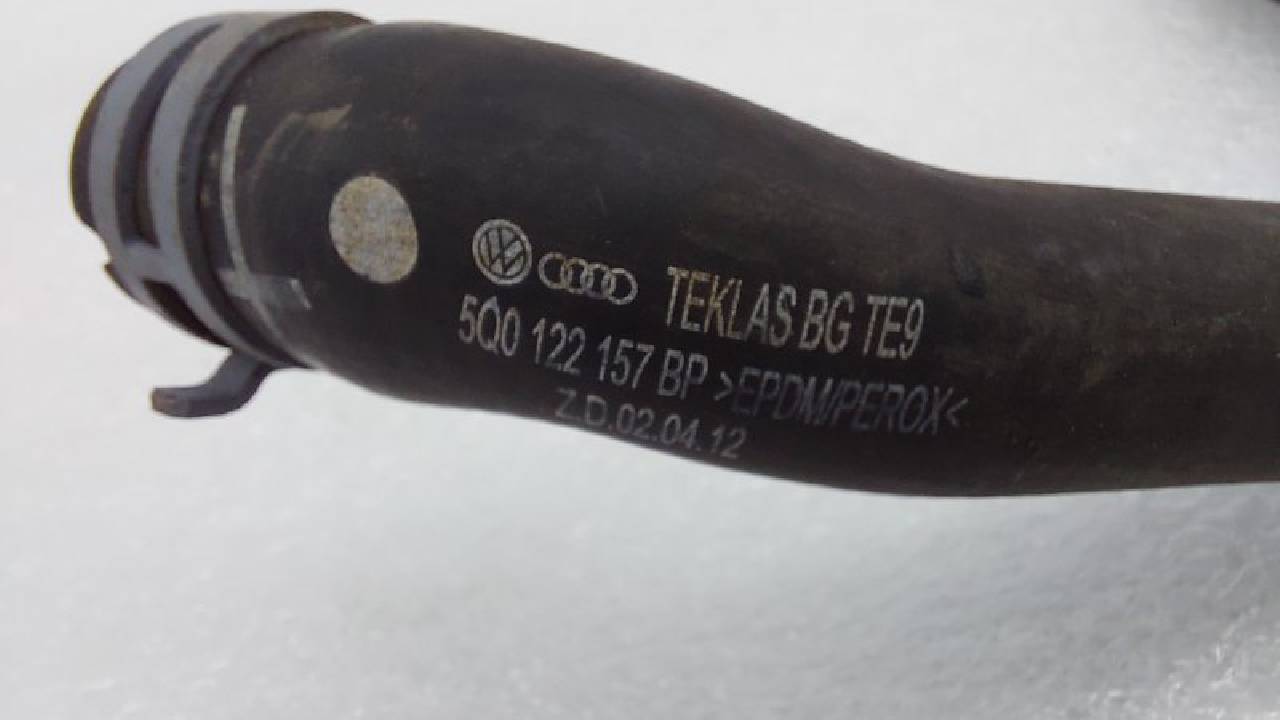 TEKLAS BG TE9
5Q0 122 157 BP >EPDM/PEROX<
Z.D.02.04.12